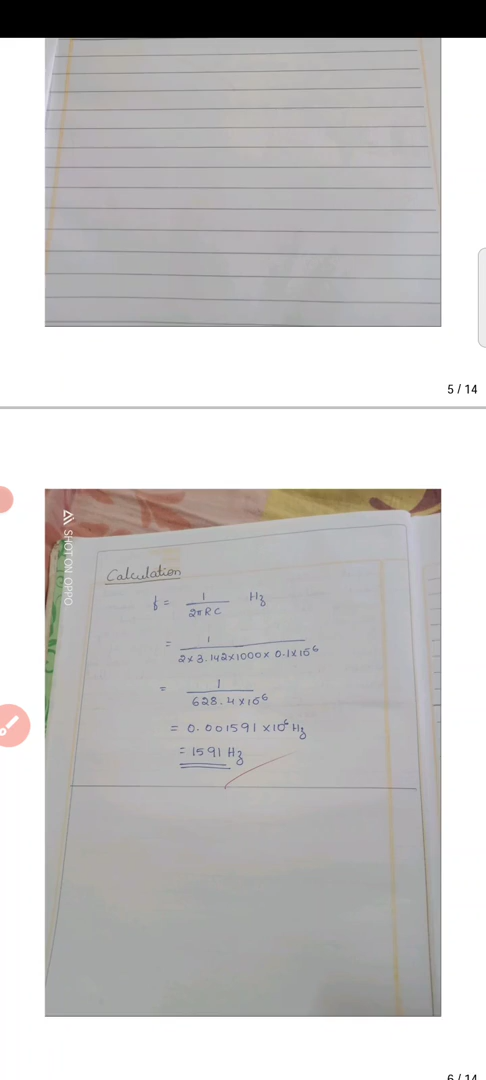 5 / 14
SHOT ON OPPO
Calculation
f = 1 / 2πRC Hz
= 1 / 2×3.142×1000×0.1×10⁻⁶
= 1 / 628.4×10⁻⁶
= 0.001591 ×10⁶ Hz
= 1591 Hz
6 / 14